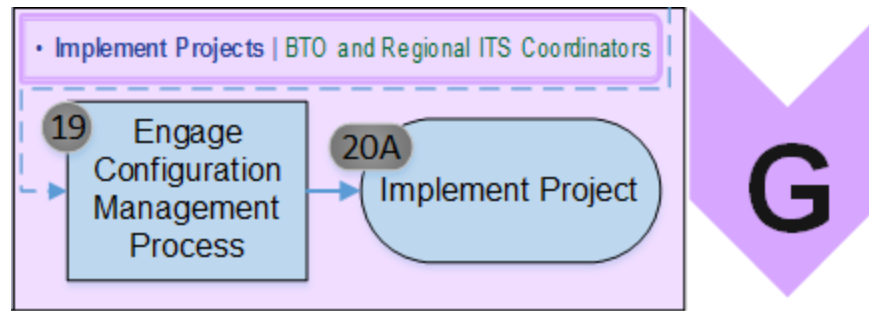 • Implement Projects | BTO and Regional ITS Coordinators
19
Engage
Configuration
Management
Process
20A
Implement Project
G